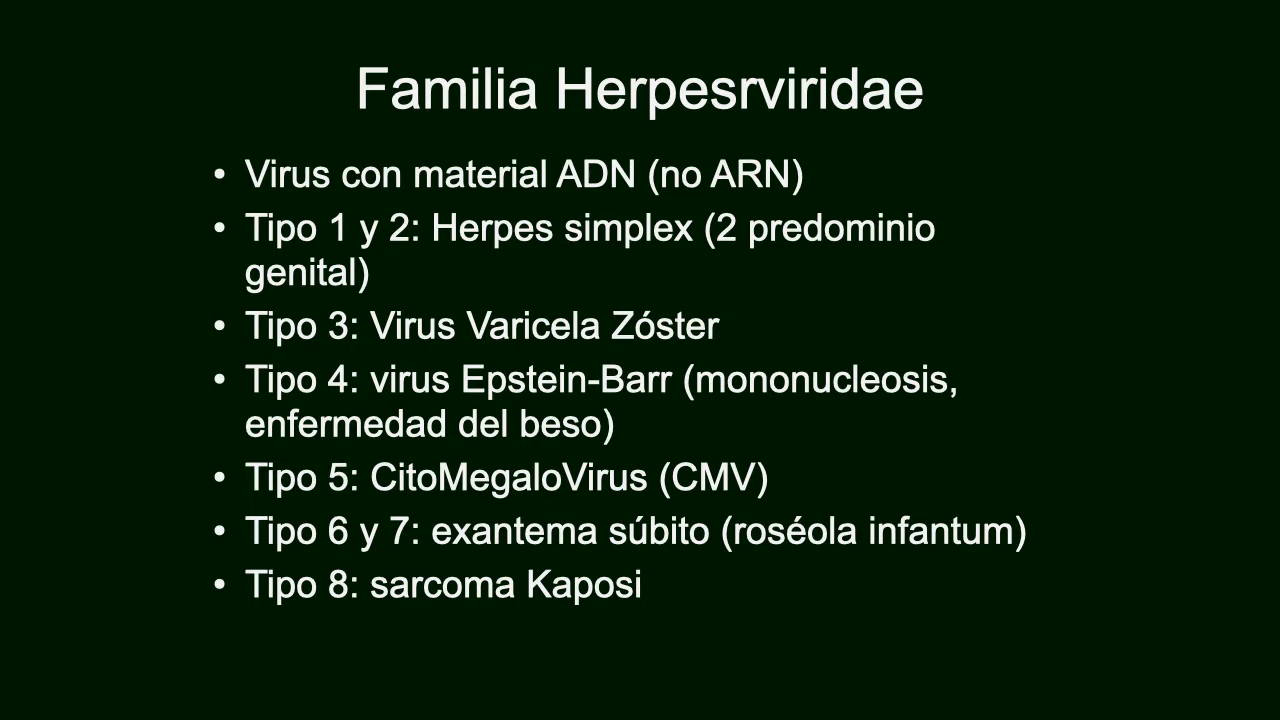 Familia Herpesrviridae
• Virus con material ADN (no ARN)
• Tipo 1 y 2: Herpes simplex (2 predominio
genital)
• Tipo 3: Virus Varicela Zóster
• Tipo 4: virus Epstein-Barr (mononucleosis,
enfermedad del beso)
• Tipo 5: CitoMegaloVirus (CMV)
• Tipo 6 y 7: exantema súbito (roséola infantum)
• Tipo 8: sarcoma Kaposi